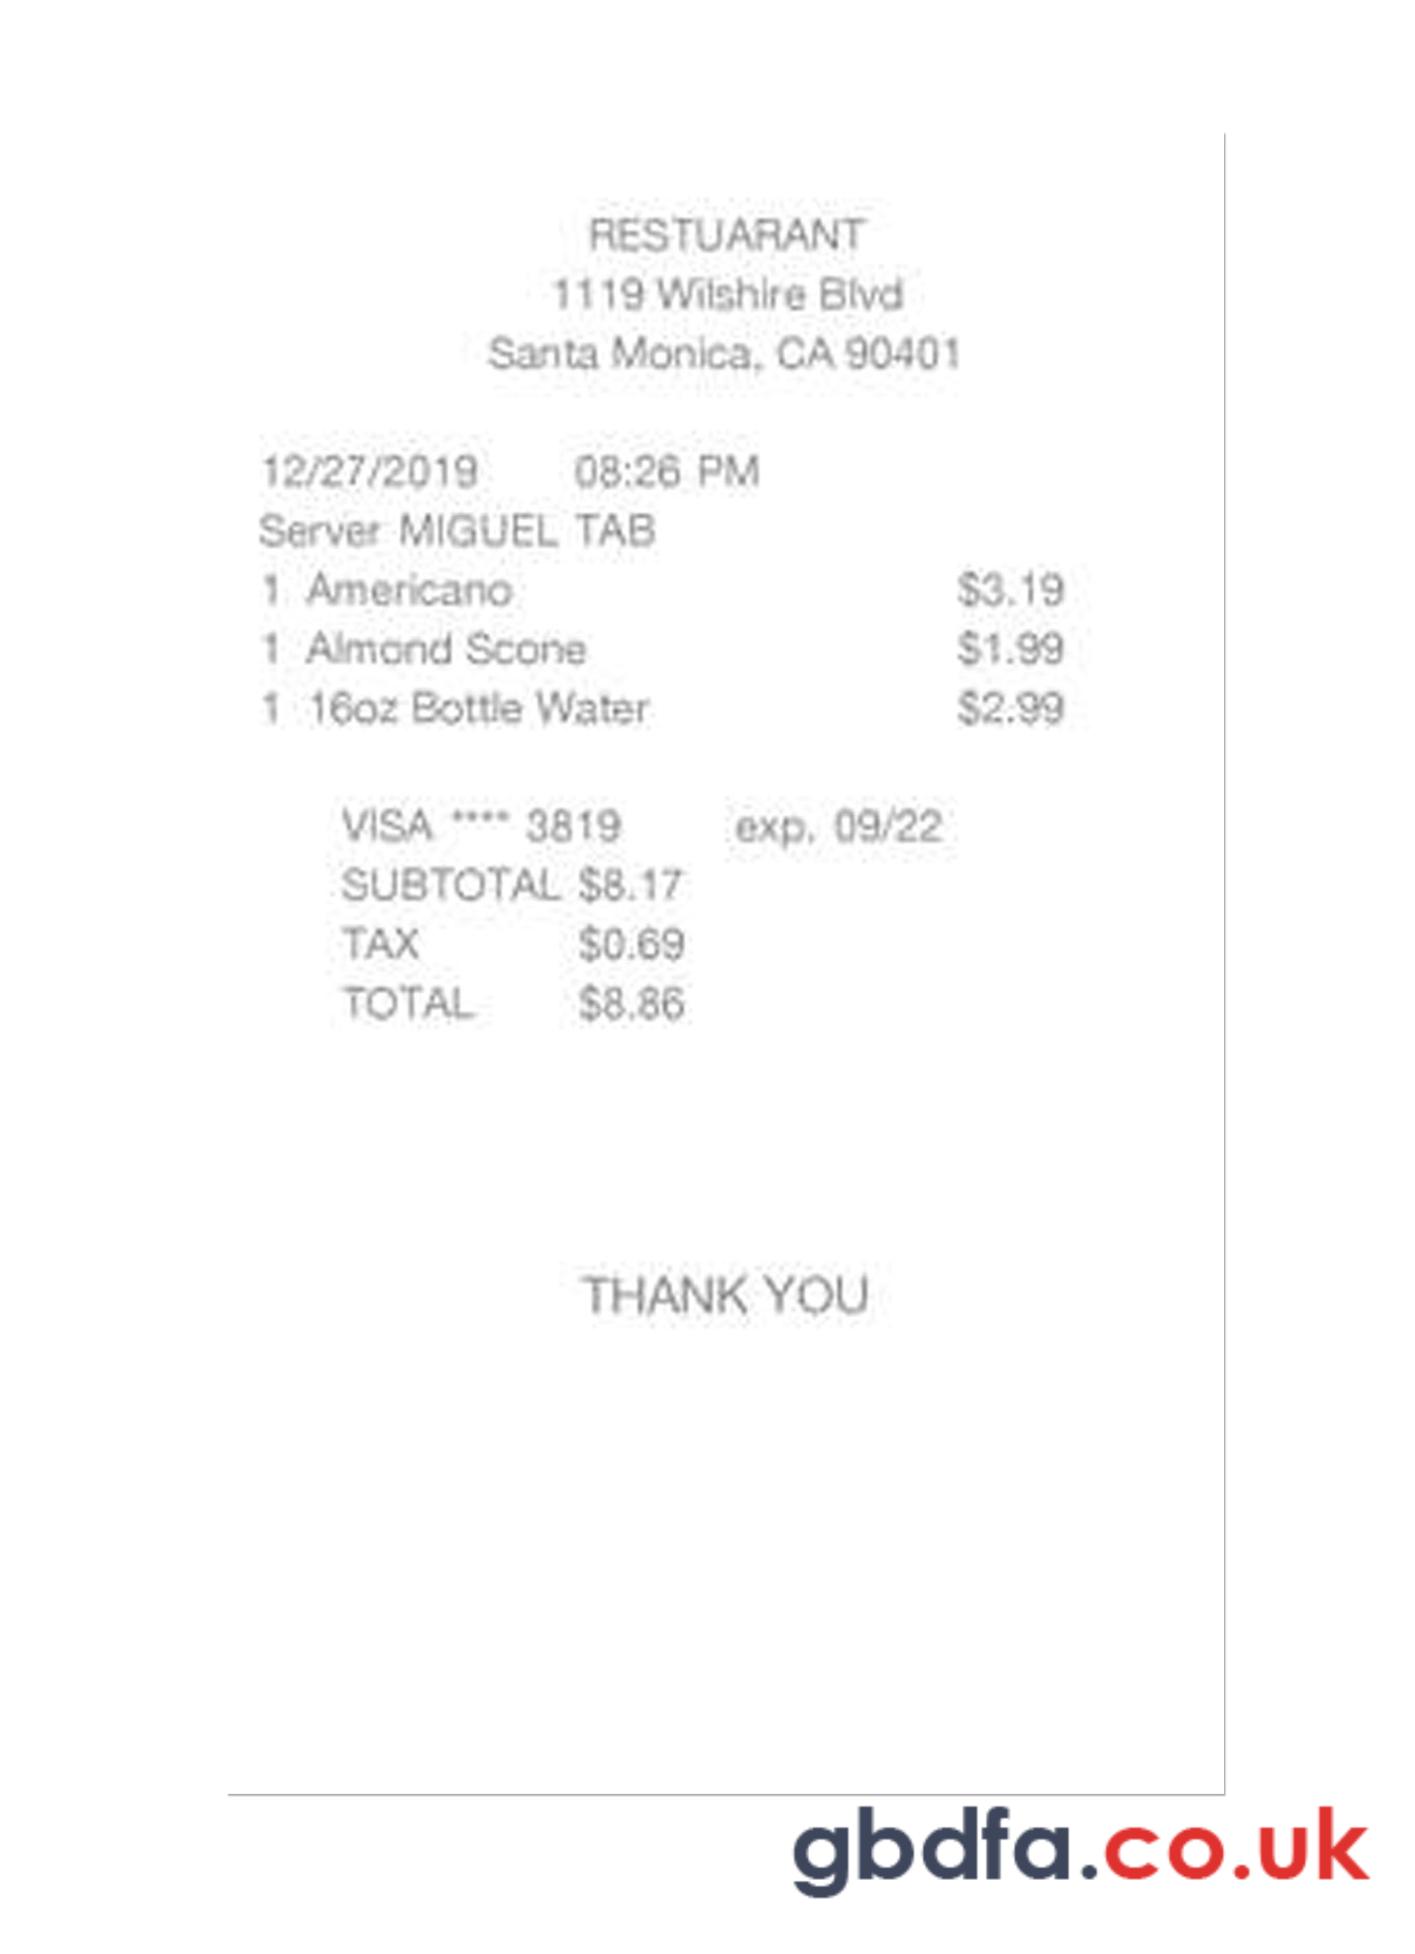 RESTUARANT
1119 Wilshire Blvd
Santa Monica, CA 90401
12/27/2019 08:26 PM
Server MIGUEL TAB
1 Americano $3.19
1 Almond Scone $1.99
1 16oz Bottle Water $2.99
VISA **** 3819 exp. 09/22
SUBTOTAL $8.17
TAX $0.69
TOTAL $8.86
THANK YOU
gbdfa.co.uk